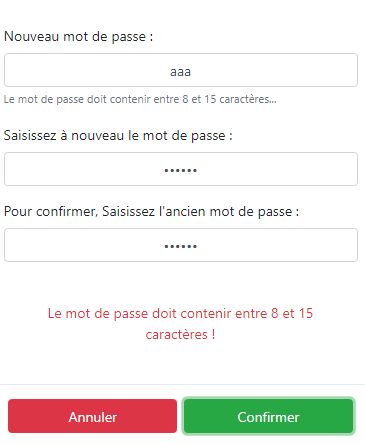 Nouveau mot de passe :
aaa
Le mot de passe doit contenir entre 8 et 15 caractères...
Saisissez à nouveau le mot de passe :
••••••
Pour confirmer, Saisissez l'ancien mot de passe :
••••••
Le mot de passe doit contenir entre 8 et 15
caractères !
Annuler
Confirmer